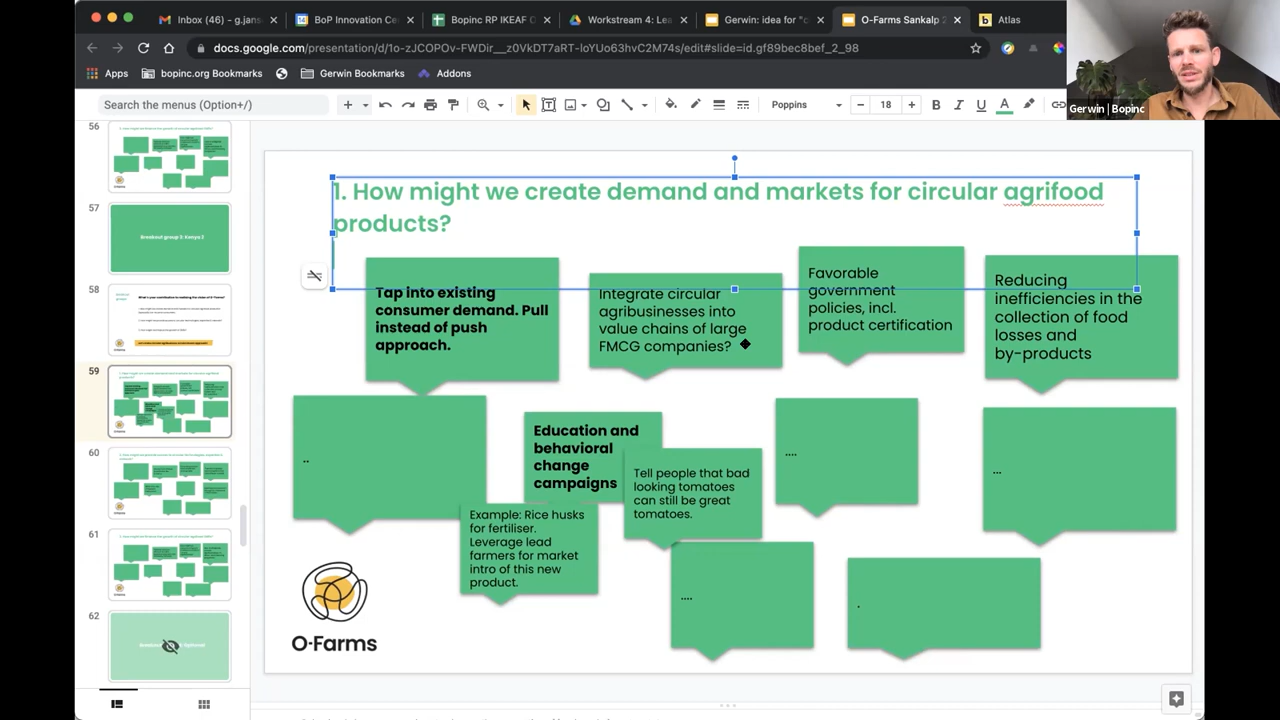 Inbox (46) – g.jans
BoP Innovation Ce
Bopinc RP IKEAF O
Workstream 4: Lea
Gerwin: idea for "c
O-Farms Sankalp
Atlas
docs.google.com/presentation/d/1o-zJCOPOv-FWDir__z0VkDT7aRT-loYUo63hvC2M74s/edit#slide=id.gf89bec8bef_2_98
Apps
bopinc.org Bookmarks
Gerwin Bookmarks
Addons
Gerwin | Bopinc
Search the menus (Option+/)
Poppins
18
B
I
U
A
56
57
Breakout group 2: Kenya 2
58
59
60
61
62
1. How might we create demand and markets for circular agrifood
products?
Tap into existing
consumer demand. Pull
instead of push
approach.
Integrate circular
agribusinesses into
value chains of large
FMCG companies?
Favorable
government
policies, incl.
product certification
Reducing
inefficiencies in the
collection of food
losses and
by-products
..
Education and
behavioral
change
campaigns
Tell people that bad
looking tomatoes
can still be great
tomatoes.
....
...
Example: Rice husks
for fertiliser.
Leverage lead
farmers for market
intro of this new
product.
....
.
O·Farms